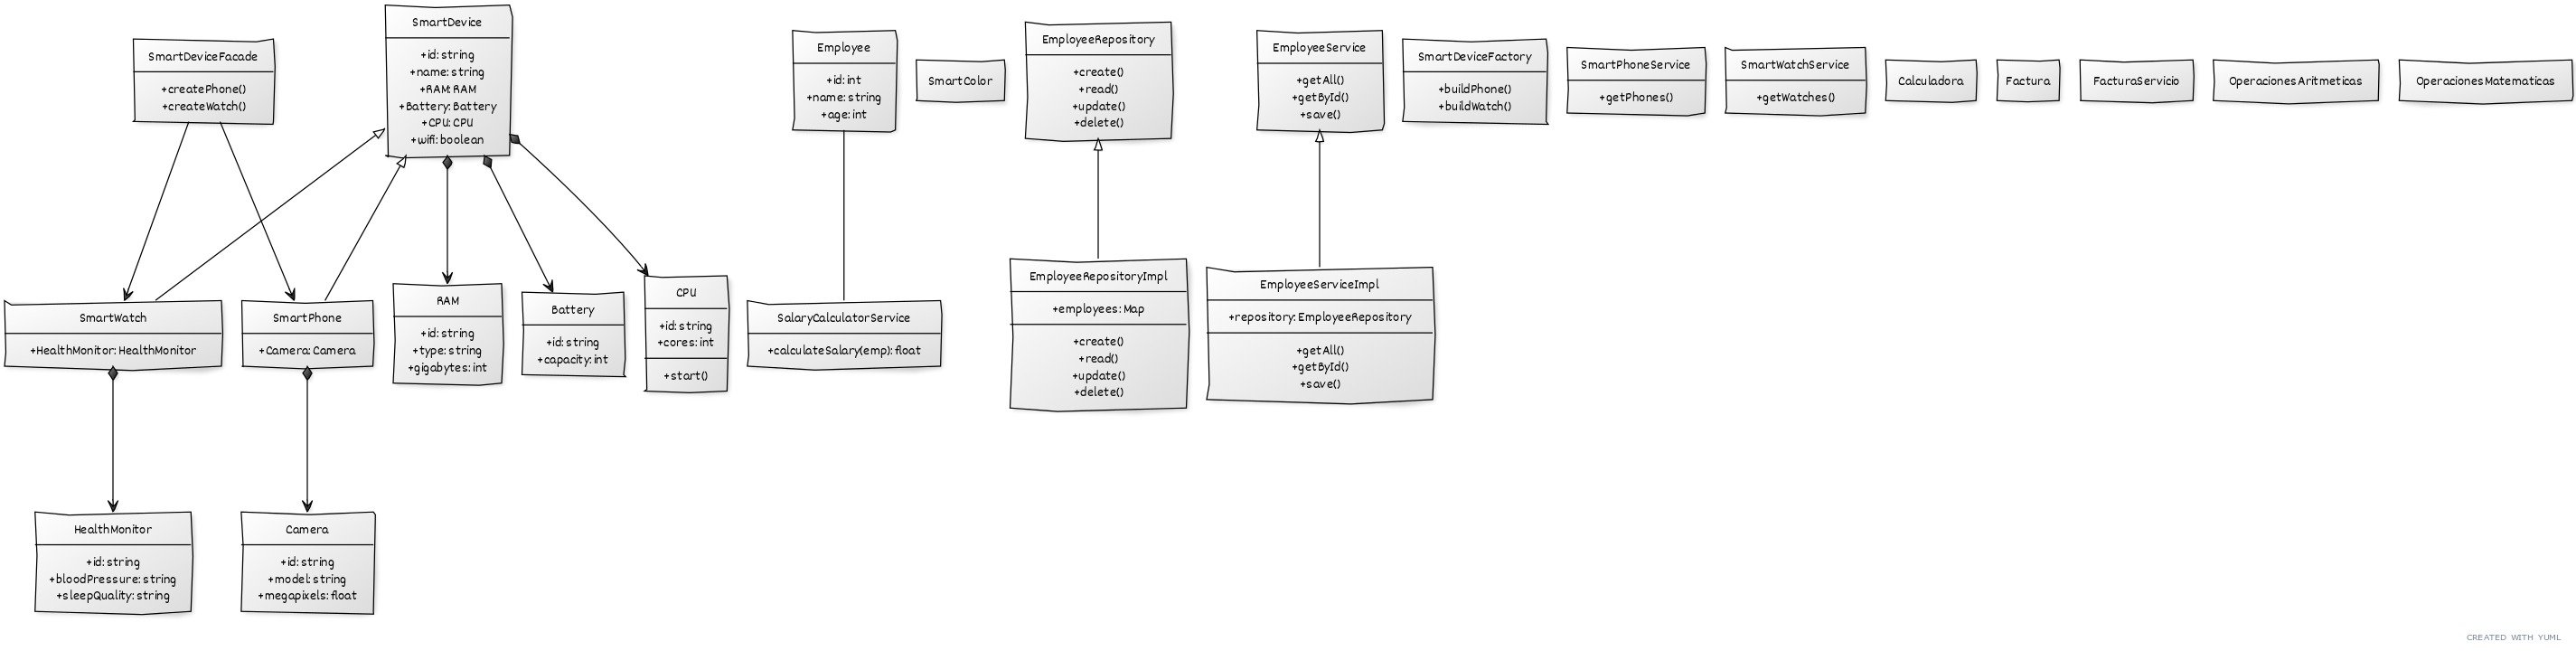 SmartDeviceFacade
+createPhone()
+createWatch()
SmartDevice
+id: string
+name: string
+RAM: RAM
+Battery: Battery
+CPU: CPU
+wifi: boolean
Employee
+id: int
+name: string
+age: int
SmartColor
EmployeeRepository
+create()
+read()
+update()
+delete()
EmployeeService
+getAll()
+getById()
+save()
SmartDeviceFactory
+buildPhone()
+buildWatch()
SmartPhoneService
+getPhones()
SmartWatchService
+getWatches()
Calculadora
Factura
FacturaServicio
OperacionesAritmeticas
OperacionesMatematicas
SmartWatch
+HealthMonitor: HealthMonitor
SmartPhone
+Camera: Camera
RAM
+id: string
+type: string
+gigabytes: int
Battery
+id: string
+capacity: int
CPU
+id: string
+cores: int
+start()
SalaryCalculatorService
+calculateSalary(emp): float
EmployeeRepositoryImpl
+employees: Map
+create()
+read()
+update()
+delete()
EmployeeServiceImpl
+repository: EmployeeRepository
+getAll()
+getById()
+save()
HealthMonitor
+id: string
+bloodPressure: string
+sleepQuality: string
Camera
+id: string
+model: string
+megapixels: float
CREATED WITH YUML